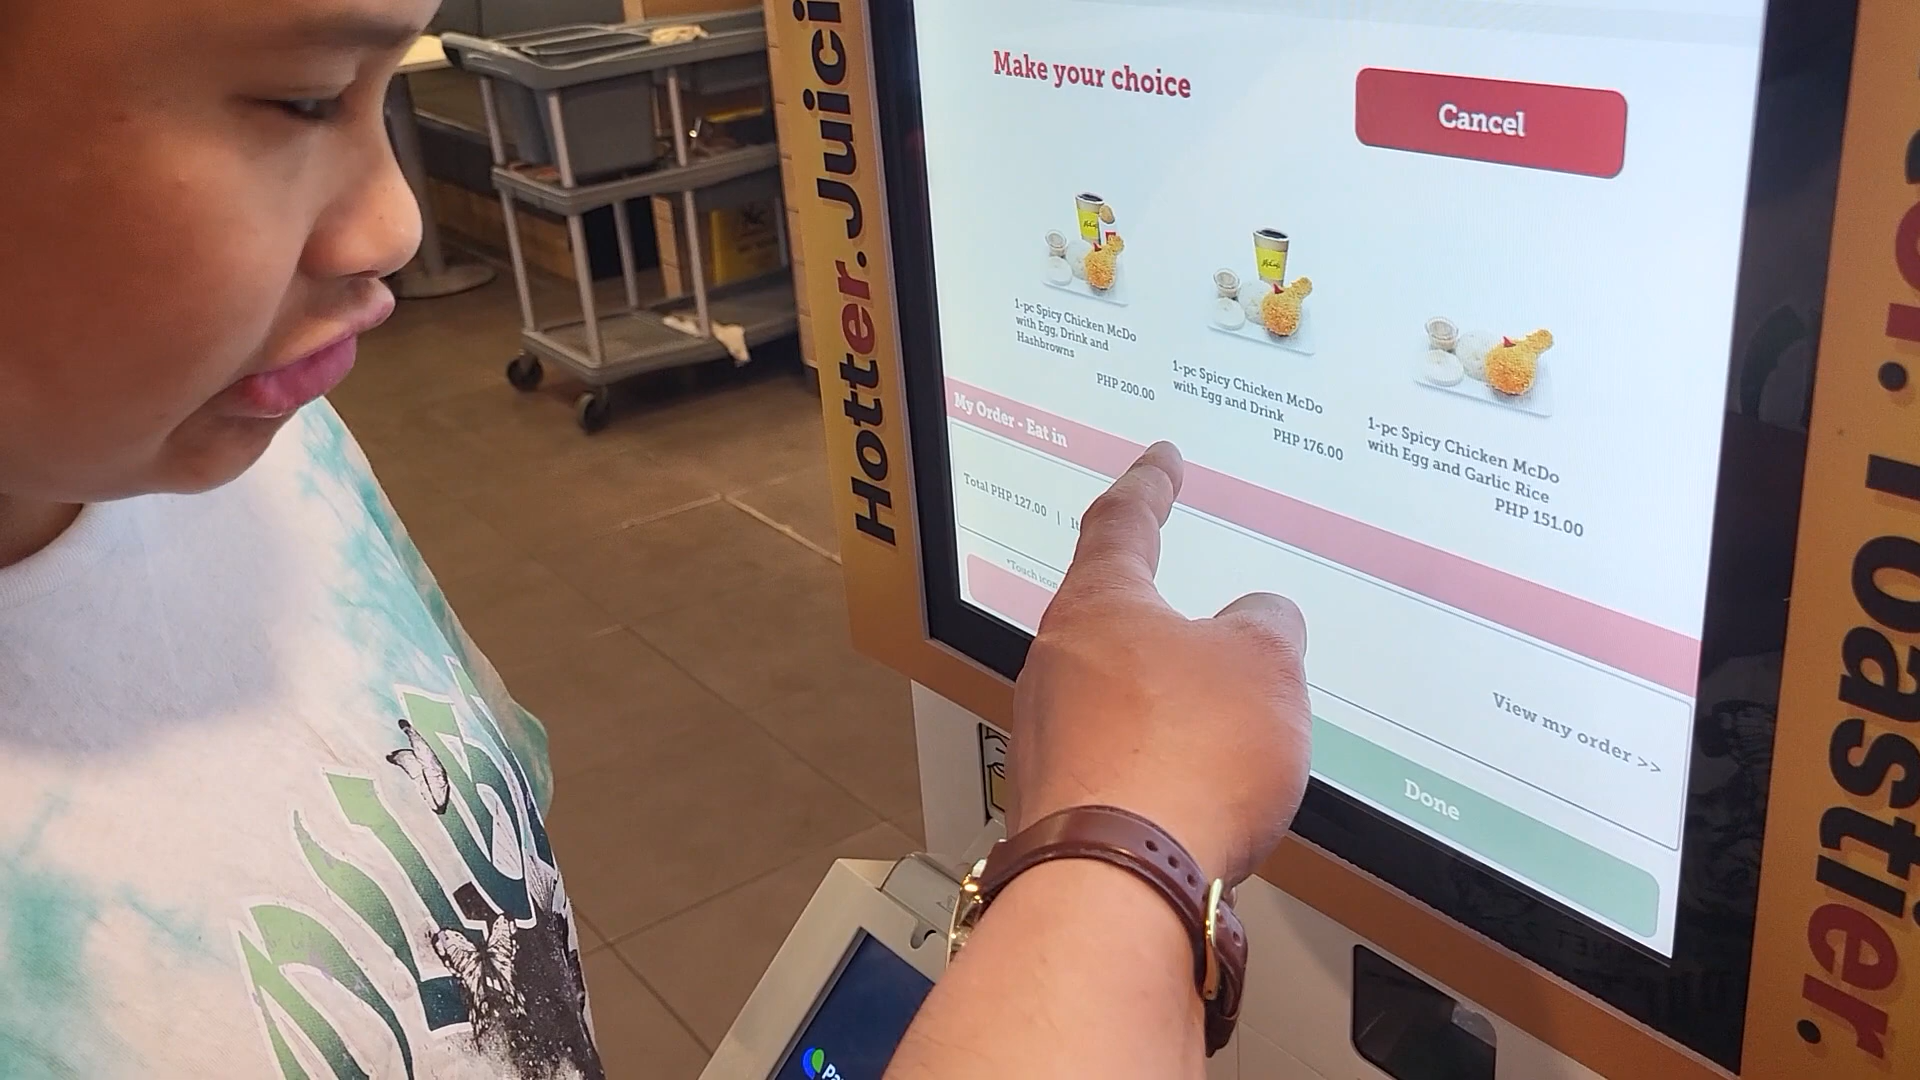 Hotter. Juici
Make your choice
Cancel
1-pc Spicy Chicken McDo
with Egg, Drink and
Hashbrowns
PHP 200.00
1-pc Spicy Chicken McDo
with Egg and Drink
PHP 176.00
1-pc Spicy Chicken McDo
with Egg and Garlic Rice
PHP 151.00
My Order - Eat in
Total PHP 127.00 |
*Touch icon
View my order >>
Done
Toastier.